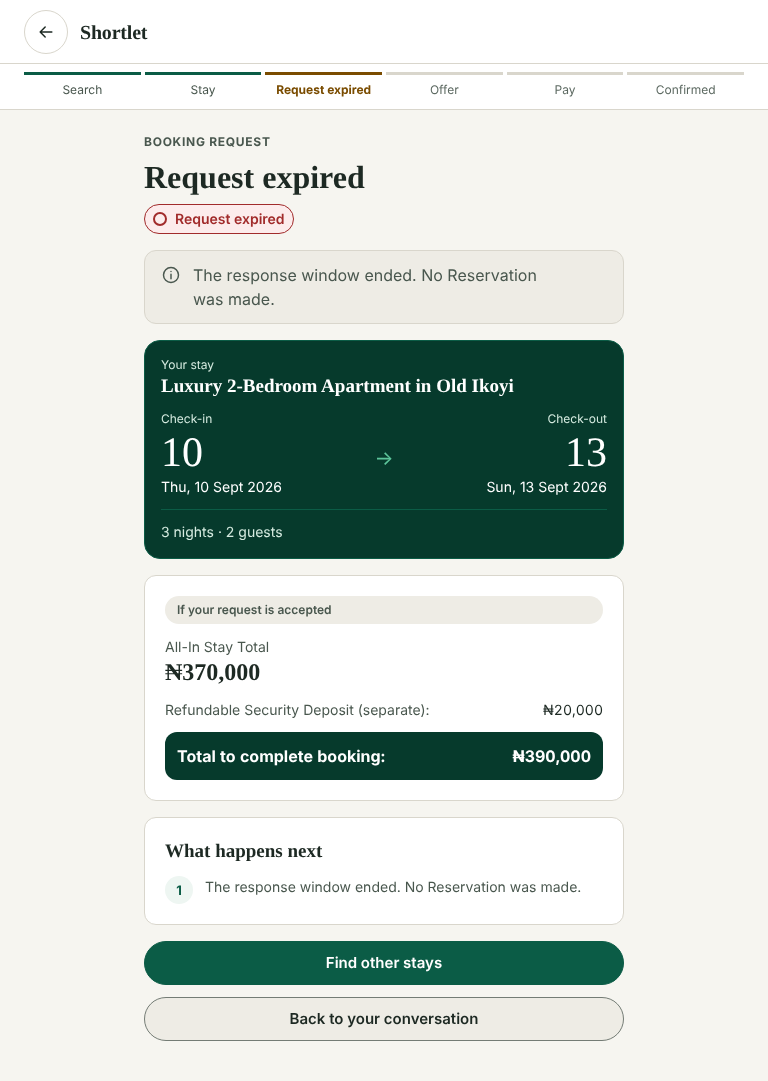 Shortlet
Search
Stay
Request expired
Offer
Pay
Confirmed
BOOKING REQUEST
Request expired
Request expired
The response window ended. No Reservation
was made.
Your stay
Luxury 2-Bedroom Apartment in Old Ikoyi
Check-in
Check-out
10
→
13
Thu, 10 Sept 2026
Sun, 13 Sept 2026
3 nights · 2 guests
If your request is accepted
All-In Stay Total
₦370,000
Refundable Security Deposit (separate): ₦20,000
Total to complete booking: ₦390,000
What happens next
1 The response window ended. No Reservation was made.
Find other stays
Back to your conversation